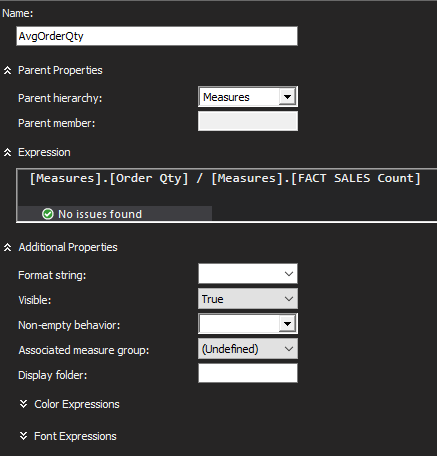 Name:
AvgOrderQty
Parent Properties
Parent hierarchy: Measures
Parent member:
Expression
[Measures].[Order Qty] / [Measures].[FACT SALES Count]
No issues found
Additional Properties
Format string:
Visible: True
Non-empty behavior:
Associated measure group: (Undefined)
Display folder:
Color Expressions
Font Expressions